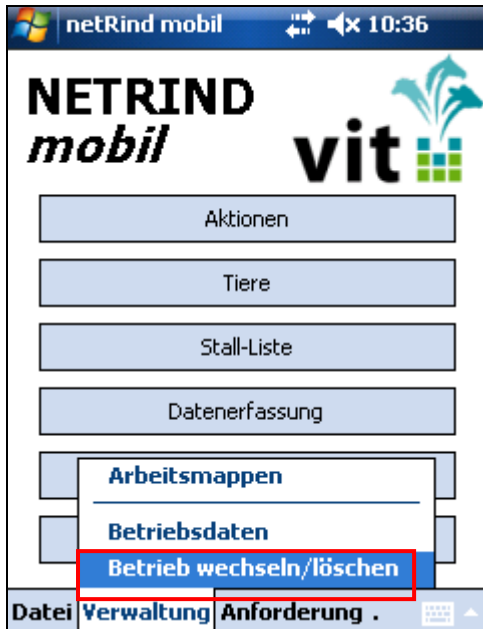 netRind mobil 10:36
NETRIND
mobil
vit
Aktionen
Tiere
Stall-Liste
Datenerfassung
Arbeitsmappen
Betriebsdaten
Betrieb wechseln/löschen
Datei Verwaltung Anforderung .